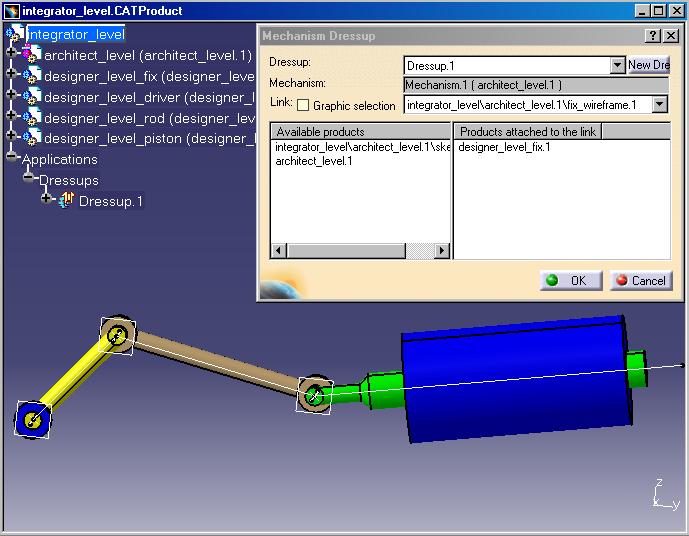 integrator_level.CATProduct
integrator_level
architect_level (architect_level.1)
designer_level_fix (designer_leve
designer_level_driver (designer_l
designer_level_rod (designer_lev
designer_level_piston (designer_le
Applications
Dressups
Dressup.1
Mechanism Dressup
Dressup: Dressup.1 New Dre
Mechanism: Mechanism.1 ( architect_level.1 )
Link: Graphic selection integrator_level\architect_level.1\fix_wireframe.1
Available products Products attached to the link
integrator_level\architect_level.1\ske designer_level_fix.1
architect_level.1
OK Cancel
z
x y